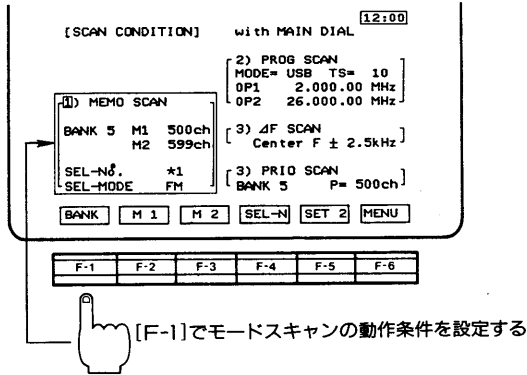 12:00
[SCAN CONDITION] with MAIN DIAL
1) MEMO SCAN
BANK 5 M1 500ch
M2 599ch
SEL-No. *1
SEL-MODE FM
2) PROG SCAN
MODE= USB TS= 10
0P1 2.000.00 MHz
0P2 26.000.00 MHz
3) ⊿F SCAN
Center F ± 2.5kHz
3) PRIO SCAN
BANK 5 P= 500ch
BANK M 1 M 2 SEL-N SET 2 MENU
F-1 F-2 F-3 F-4 F-5 F-6
[F-1]でモードスキャンの動作条件を設定する